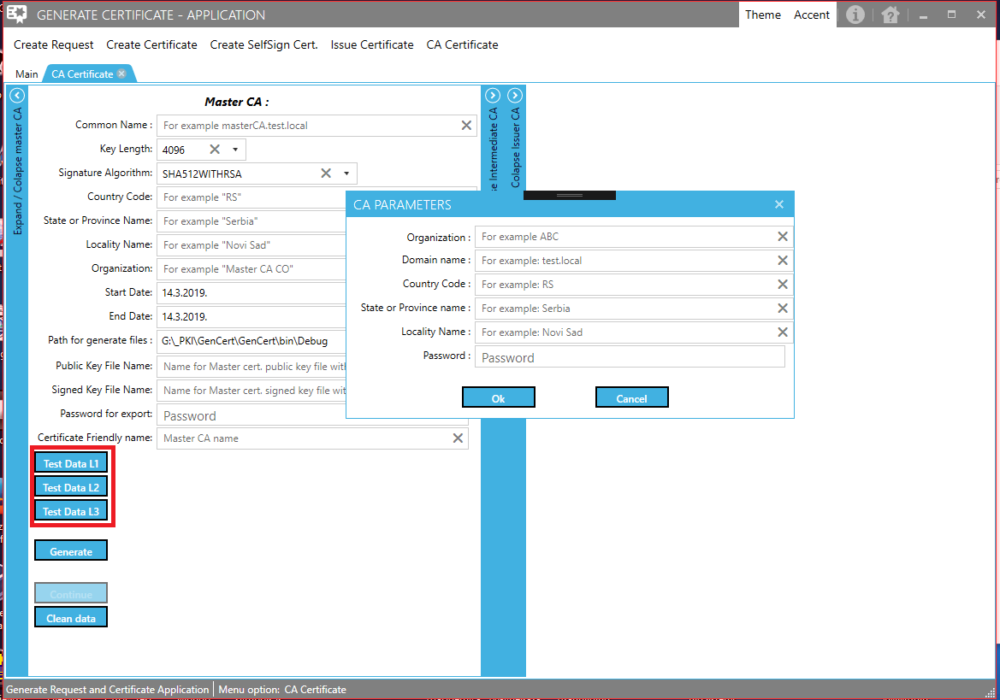 GENERATE CERTIFICATE - APPLICATION
Theme Accent
Create Request Create Certificate Create SelfSign Cert. Issue Certificate CA Certificate
Main CA Certificate
Expand / Colapse master CA
Master CA :
Common Name : For example masterCA.test.local
Key Length: 4096
Signature Algorithm: SHA512WITHRSA
Country Code: For example "RS"
State or Province Name: For example "Serbia"
Locality Name: For example "Novi Sad"
Organization: For example "Master CA CO"
Start Date: 14.3.2019.
End Date: 14.3.2019.
Path for generate files : G:\_PKI\GenCert\GenCert\bin\Debug
Public Key File Name: Name for Master cert. public key file wit
Signed Key File Name: Name for Master cert. signed key file wi
Password for export: Password
Certificate Friendly name: Master CA name
Test Data L1
Test Data L2
Test Data L3
Generate
Continue
Clean data
se Intermediate CA
Colapse Issuer CA
CA PARAMETERS
Organization : For example ABC
Domain name : For example: test.local
Country Code : For example: RS
State or Province name : For example: Serbia
Locality Name : For example: Novi Sad
Password : Password
Ok Cancel
Generate Request and Certificate Application Menu option: CA Certificate